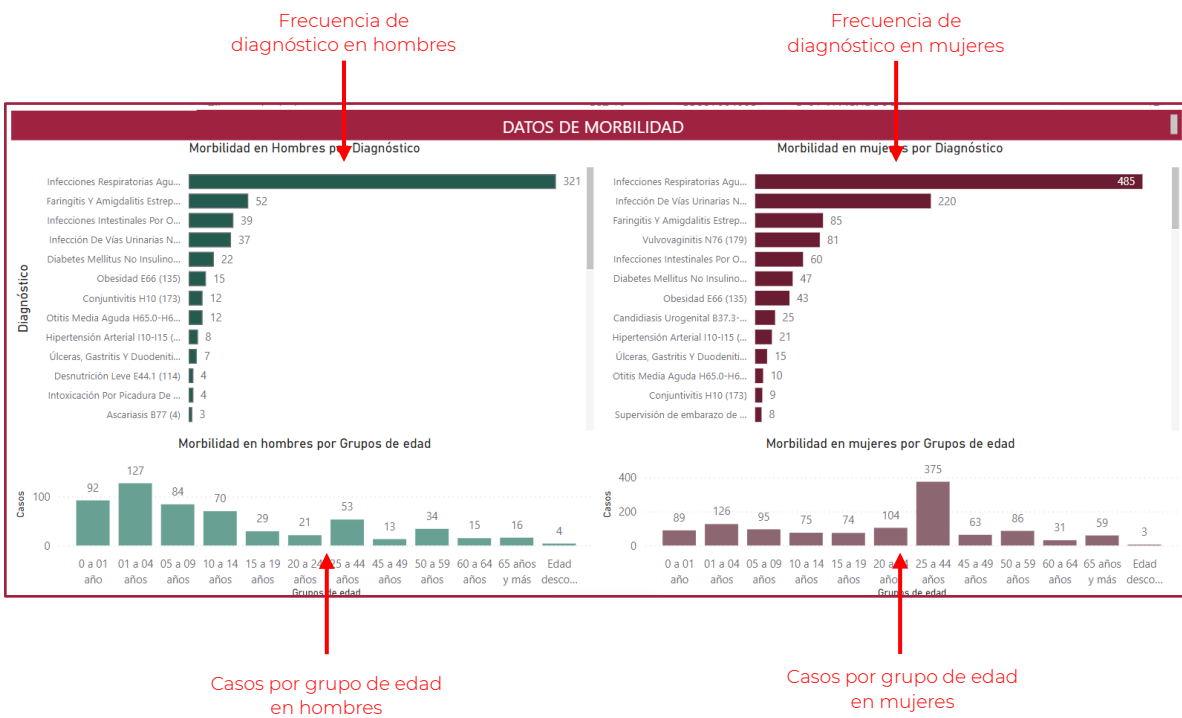 Frecuencia de
diagnóstico en hombres
Frecuencia de
diagnóstico en mujeres
DATOS DE MORBILIDAD
Morbilidad en Hombres por Diagnóstico
Diagnóstico
Infecciones Respiratorias Agu... 321
Faringitis Y Amigdalitis Estrep... 52
Infecciones Intestinales Por O... 39
Infección De Vías Urinarias N... 37
Diabetes Mellitus No Insulino... 22
Obesidad E66 (135) 15
Conjuntivitis H10 (173) 12
Otitis Media Aguda H65.0-H6... 12
Hipertensión Arterial I10-I15 (... 8
Úlceras, Gastritis Y Duodeniti... 7
Desnutrición Leve E44.1 (114) 4
Intoxicación Por Picadura De ... 4
Ascariasis B77 (4) 3
Morbilidad en mujeres por Diagnóstico
Infecciones Respiratorias Agu... 485
Infección De Vías Urinarias N... 220
Faringitis Y Amigdalitis Estrep... 85
Vulvovaginitis N76 (179) 81
Infecciones Intestinales Por O... 60
Diabetes Mellitus No Insulino... 47
Obesidad E66 (135) 43
Candidiasis Urogenital B37.3-... 25
Hipertensión Arterial I10-I15 (... 21
Úlceras, Gastritis Y Duodeniti... 15
Otitis Media Aguda H65.0-H6... 10
Conjuntivitis H10 (173) 9
Supervisión de embarazo de ... 8
Morbilidad en hombres por Grupos de edad
Casos
100
0
92 127 84 70 29 21 53 13 34 15 16 4
0 a 01 01 a 04 05 a 09 10 a 14 15 a 19 20 a 24 25 a 44 45 a 49 50 a 59 60 a 64 65 años Edad
año años años años años años años años años años y más desco...
Grupos de edad
Morbilidad en mujeres por Grupos de edad
Casos
400
200
0
89 126 95 75 74 104 375 63 86 31 59 3
0 a 01 01 a 04 05 a 09 10 a 14 15 a 19 20 a 25 a 44 45 a 49 50 a 59 60 a 64 65 años Edad
año años años años años años años años años años y más desco...
Grupos de edad
Casos por grupo de edad
en hombres
Casos por grupo de edad
en mujeres